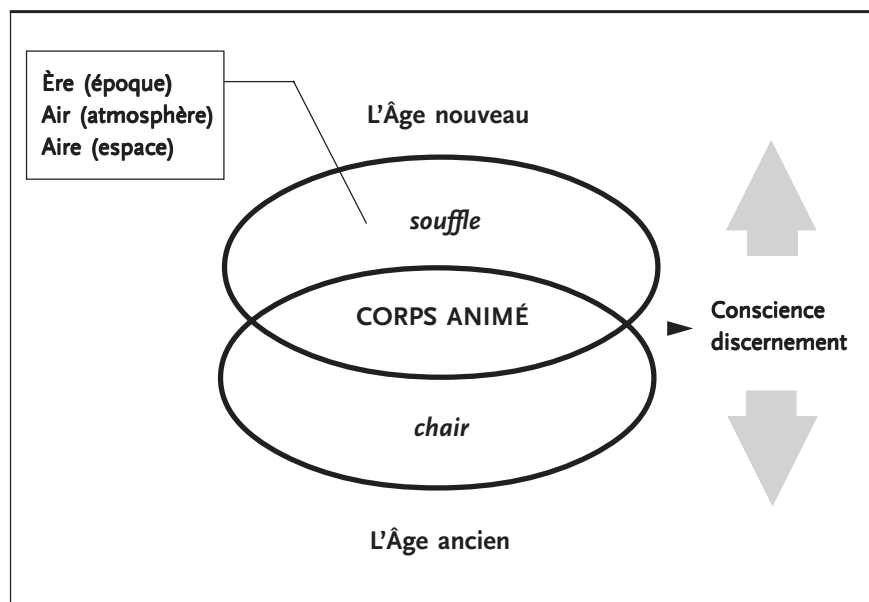 Ère (époque)
Air (atmosphère)
Aire (espace)
L’Âge nouveau
souffle
CORPS ANIMÉ
Conscience
discernement
chair
L’Âge ancien